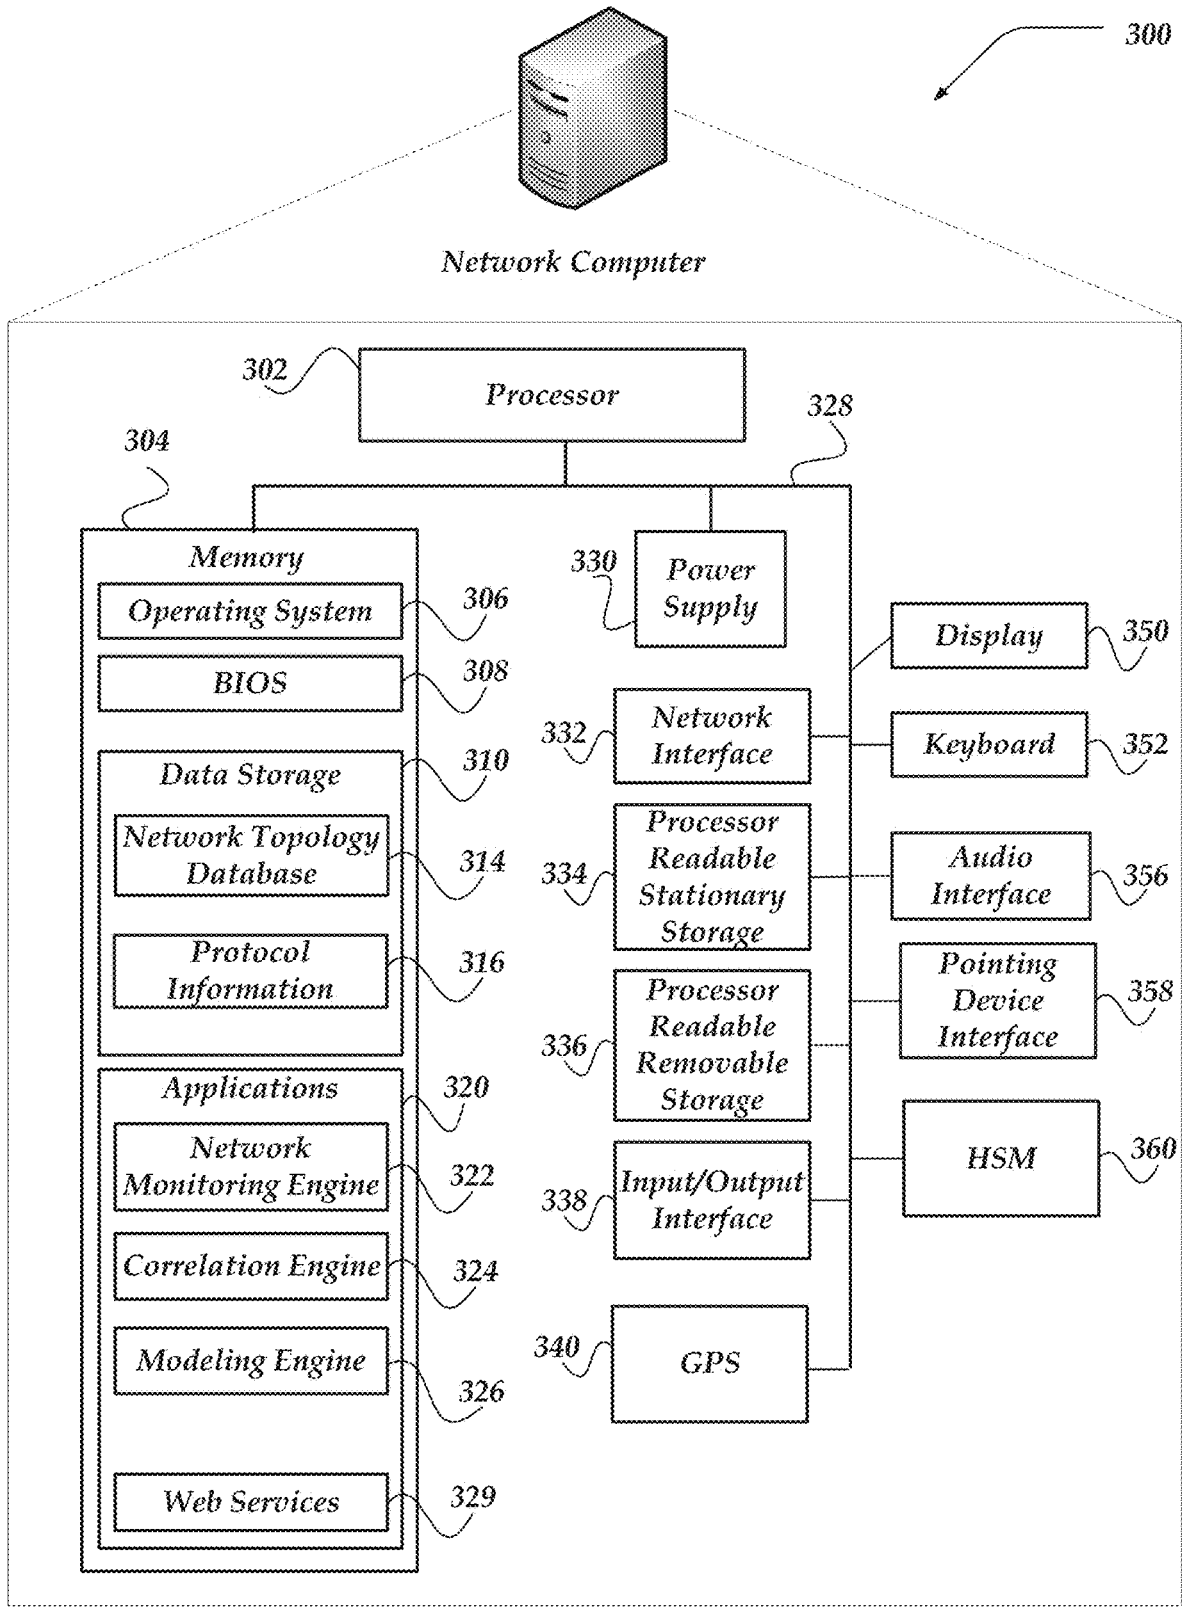 300
Network Computer
302
Processor
328
304
Memory
Operating System
306
BIOS
308
Data Storage
310
Network Topology
Database
314
Protocol
Information
316
Applications
320
Network
Monitoring Engine
322
Correlation Engine
324
Modeling Engine
326
Web Services
329
330
Power
Supply
332
Network
Interface
334
Processor
Readable
Stationary
Storage
336
Processor
Readable
Removable
Storage
338
Input/Output
Interface
340
GPS
Display
350
Keyboard
352
Audio
Interface
356
Pointing
Device
Interface
358
HSM
360